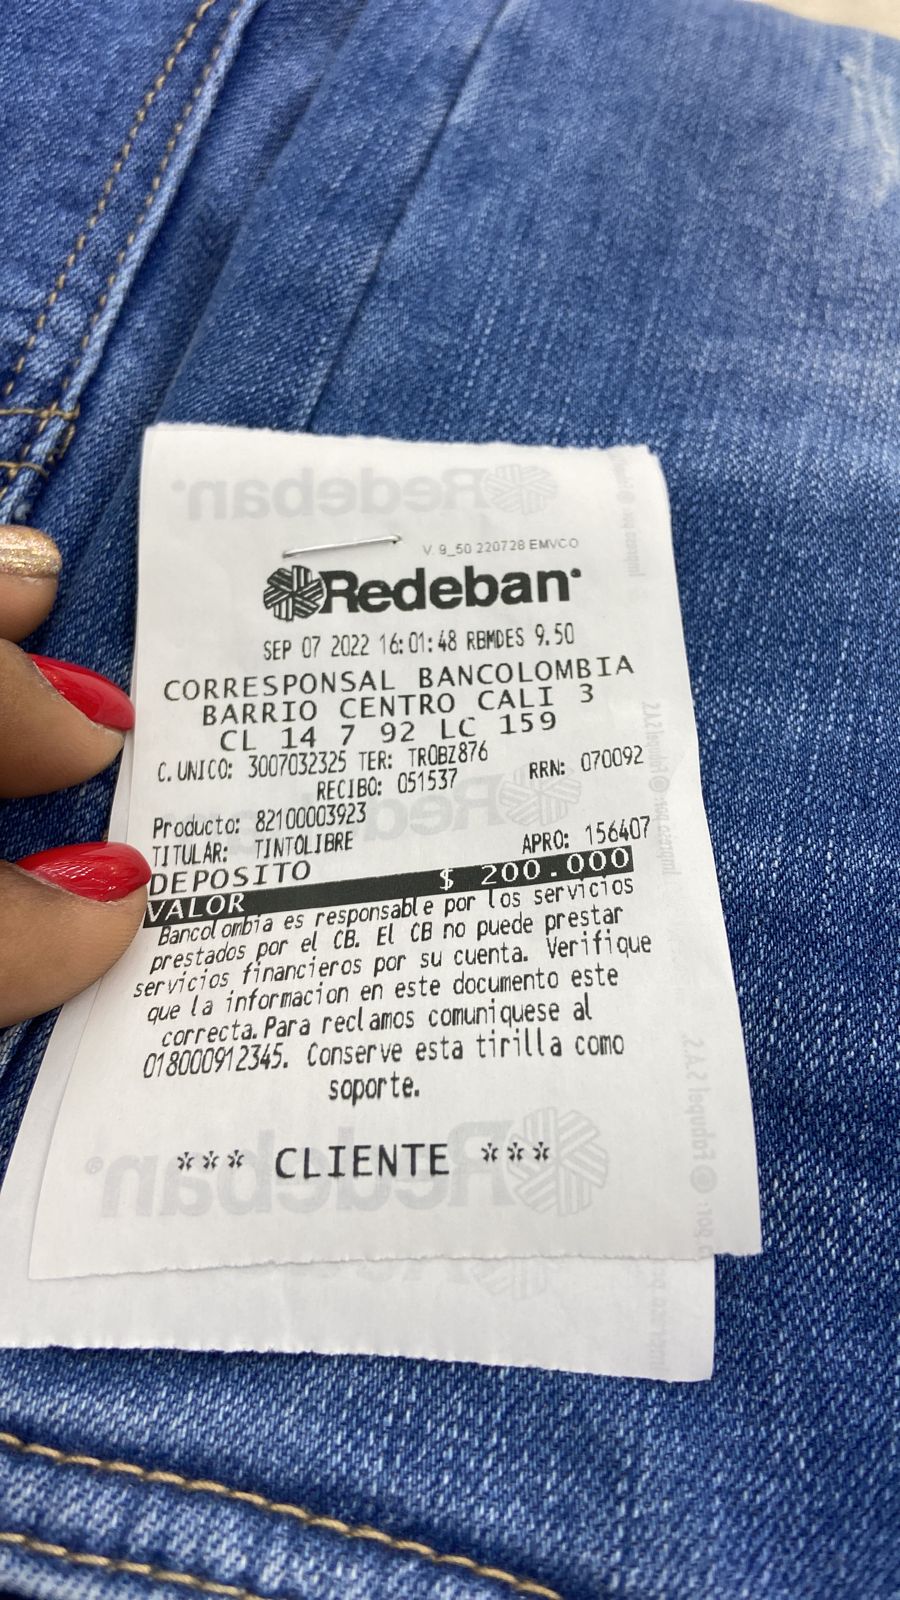 V. 9_50 220728 EMVCO
Redeban
SEP 07 2022 16:01:48 RBMDES 9.50
CORRESPONSAL BANCOLOMBIA
BARRIO CENTRO CALI 3
CL 14 7 92 LC 159
C.UNICO: 3007032325 TER: TROBZ876
RECIBO: 051537 RRN: 070092
Producto: 82100003923
TITULAR: TINTOLIBRE APRO: 156407
DEPOSITO
VALOR $ 200.000
Bancolombia es responsable por los servicios
prestados por el CB. El CB no puede prestar
servicios financieros por su cuenta. Verifique
que la informacion en este documento este
correcta. Para reclamos comuniquese al
018000912345. Conserve esta tirilla como
soporte.
*** CLIENTE ***